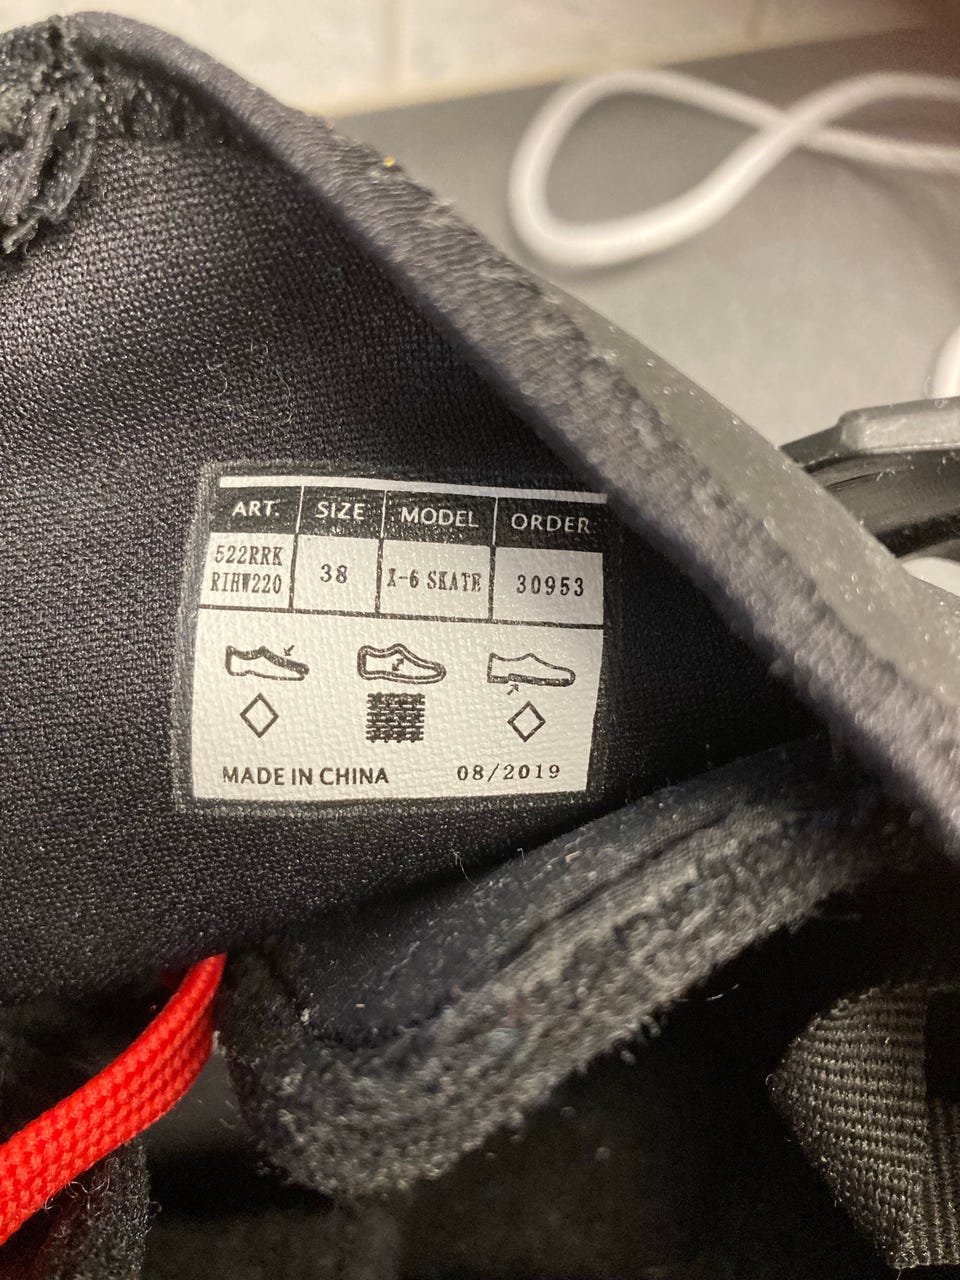 ART. SIZE MODEL ORDER
522RRK
RIHW220 38 X-6 SKATE 30953
MADE IN CHINA 08/2019